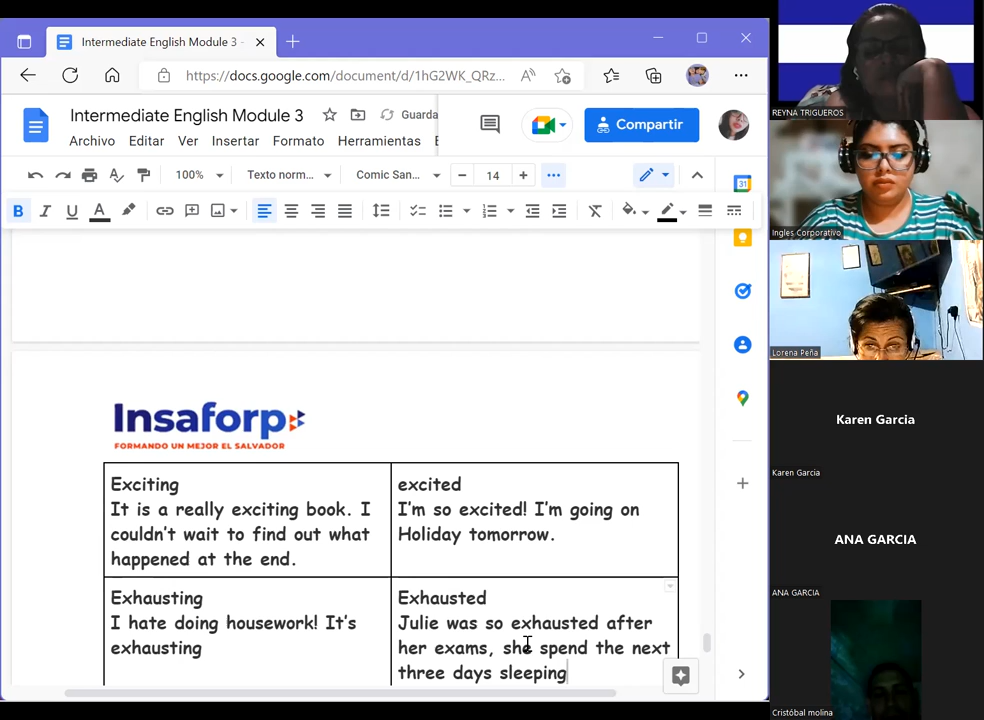 Intermediate English Module 3 -
https://docs.google.com/document/d/1hG2WK_QRz...
Intermediate English Module 3
Guarda
Compartir
Archivo Editar Ver Insertar Formato Herramientas E
100% Texto norm... Comic San... 14
Insaforp
FORMANDO UN MEJOR EL SALVADOR
Exciting
It is a really exciting book. I
couldn't wait to find out what
happened at the end.
excited
I'm so excited! I'm going on
Holiday tomorrow.
Exhausting
I hate doing housework! It's
exhausting
Exhausted
Julie was so exhausted after
her exams, she spend the next
three days sleeping
REYNA TRIGUEROS
Ingles Corporativo
Lorena Peña
Karen Garcia
Karen Garcia
ANA GARCIA
ANA GARCIA
Cristóbal molina